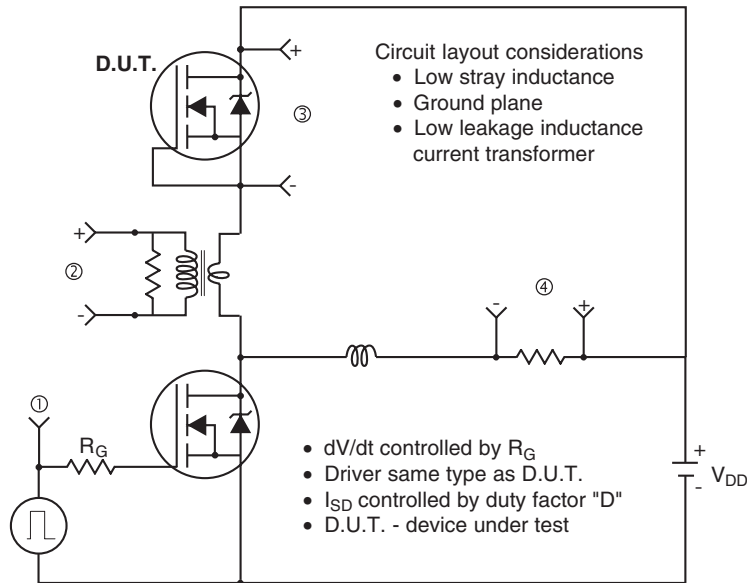 D.U.T.
+
③
-
Circuit layout considerations
• Low stray inductance
• Ground plane
• Low leakage inductance
current transformer
+
②
-
-
④
+
①
RG
• dV/dt controlled by RG
• Driver same type as D.U.T.
• ISD controlled by duty factor "D"
• D.U.T. - device under test
+
-
VDD